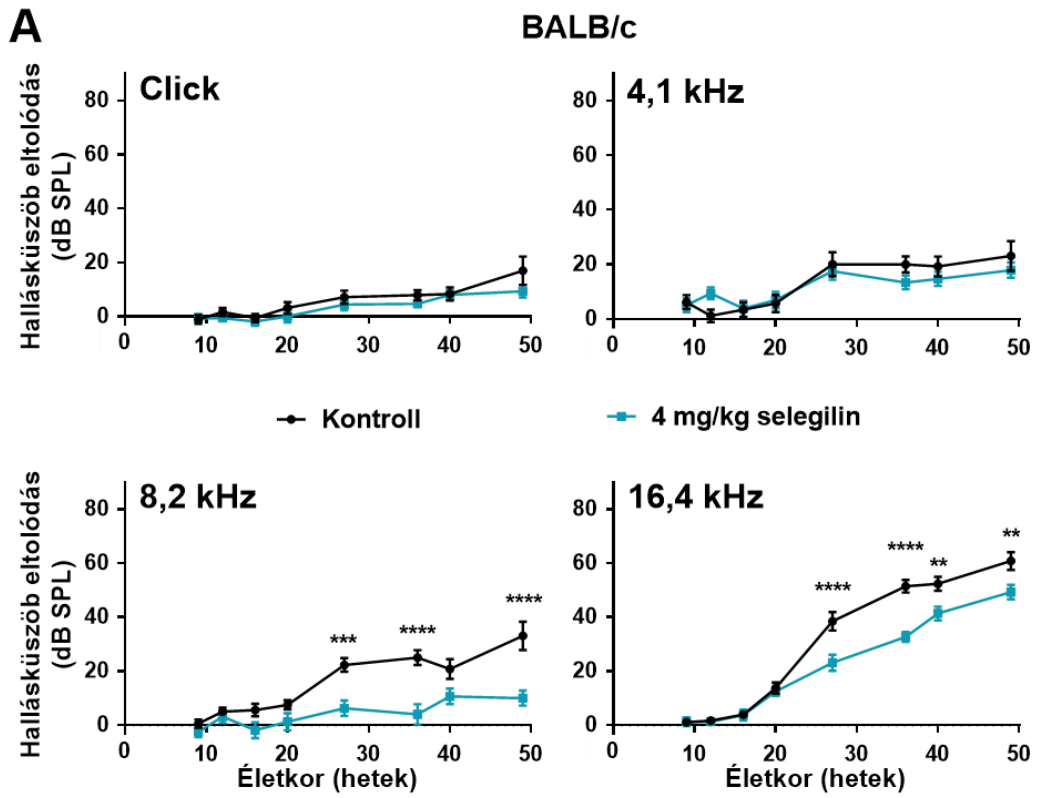 A
BALB/c
Hallásküszöb eltolódás
(dB SPL)
Click
80
60
40
20
0
0 10 20 30 40 50
4,1 kHz
80
60
40
20
0
0 10 20 30 40 50
Kontroll
4 mg/kg selegilin
Hallásküszöb eltolódás
(dB SPL)
8,2 kHz
80
60
40
20
0
*** **** ****
0 10 20 30 40 50
Életkor (hetek)
16,4 kHz
80
60
40
20
0
**** **** ** **
0 10 20 30 40 50
Életkor (hetek)